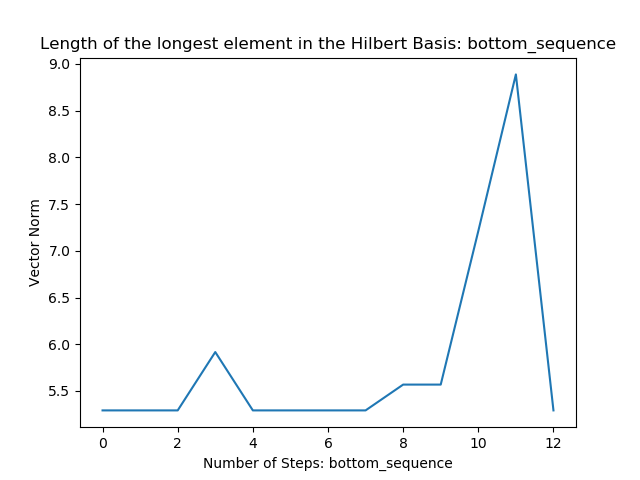 Length of the longest element in the Hilbert Basis: bottom_sequence
9.0
8.5
8.0
7.5
7.0
6.5
6.0
5.5
Vector Norm
0 2 4 6 8 10 12
Number of Steps: bottom_sequence